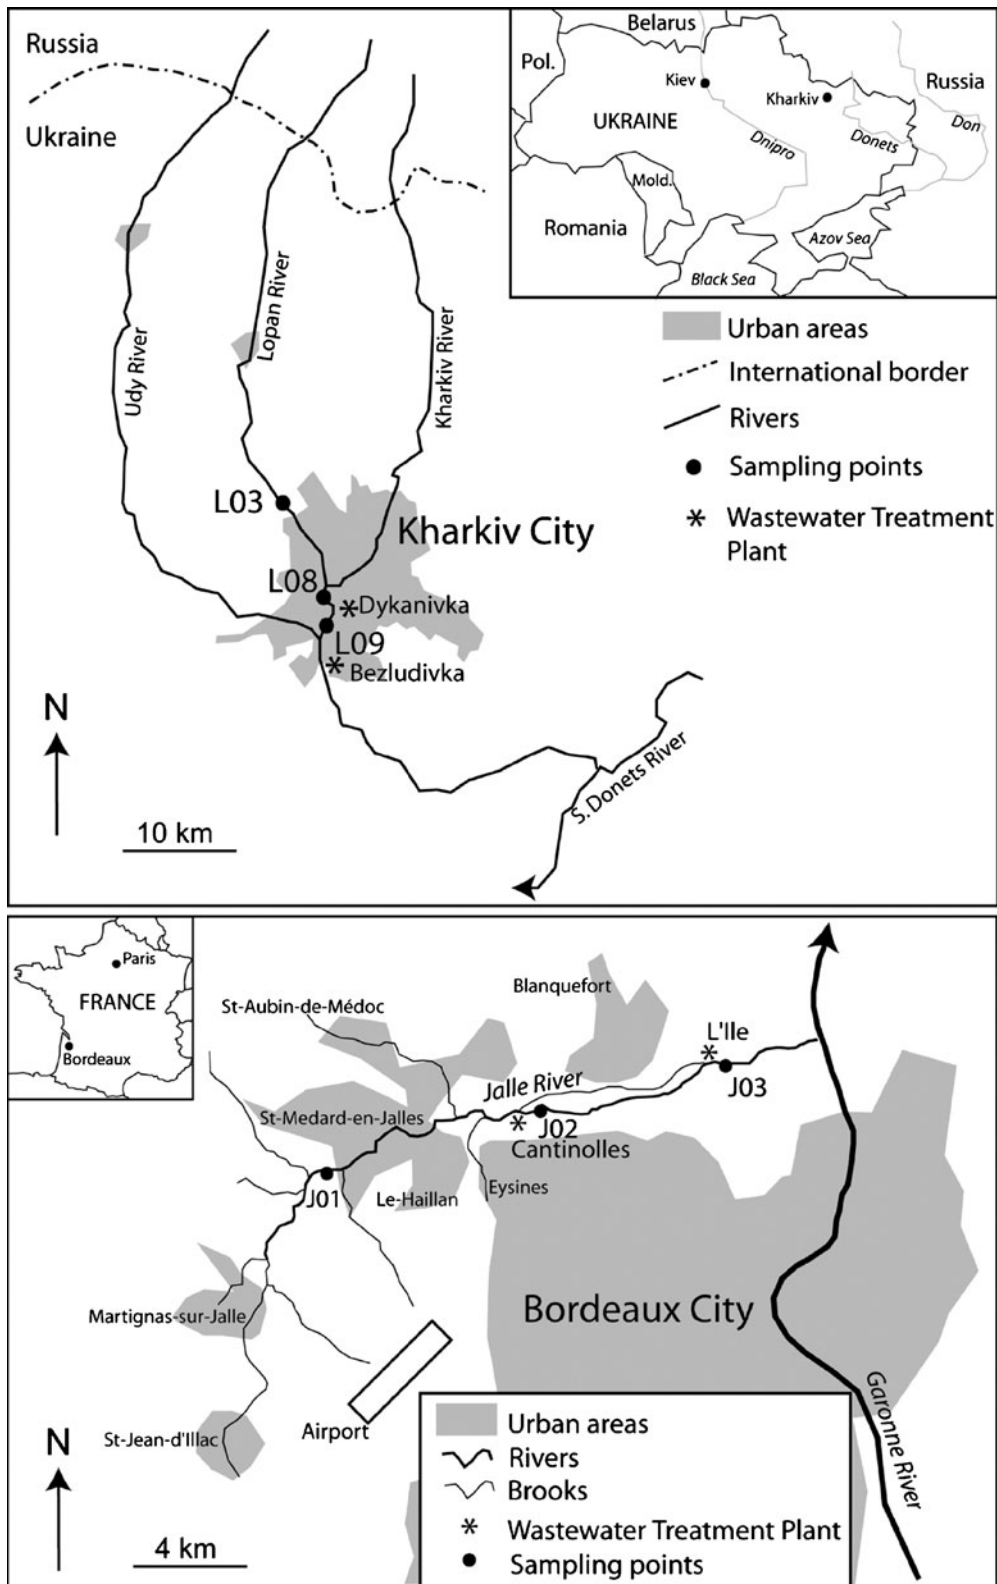 Russia
Ukraine
Udy River
Lopan River
Kharkiv River
L03
Kharkiv City
L08
Dykanivka
L09
Bezludivka
S. Donets River
N
10 km
Belarus
Pol.
Kiev
Kharkiv
Russia
UKRAINE
Dnipro
Donets
Don
Mold.
Romania
Azov Sea
Black Sea
Urban areas
International border
Rivers
Sampling points
Wastewater Treatment
Plant
Paris
FRANCE
Bordeaux
St-Aubin-de-Médoc
Blanquefort
L'Ile
J03
Jalle River
St-Medard-en-Jalles
J02
Cantinolles
J01
Le-Haillan
Eysines
Martignas-sur-Jalle
Bordeaux City
Airport
St-Jean-d'Illac
Garonne River
N
4 km
Urban areas
Rivers
Brooks
Wastewater Treatment Plant
Sampling points